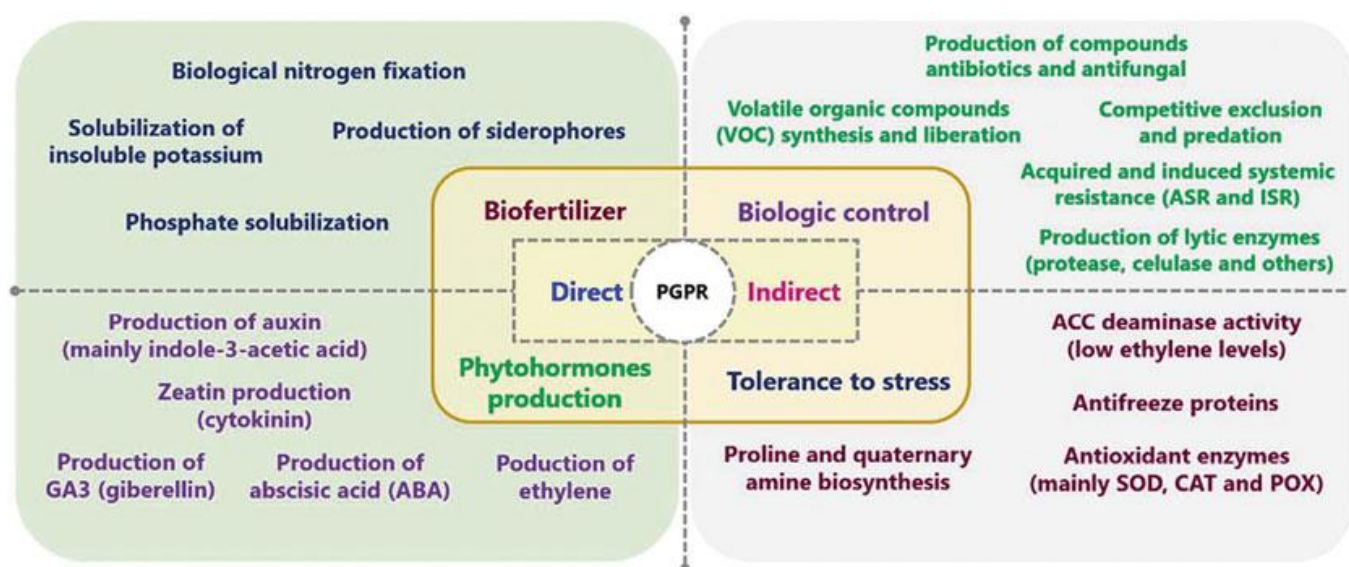 Biological nitrogen fixation
Solubilization of
insoluble potassium
Production of siderophores
Phosphate solubilization
Biofertilizer
Production of compounds
antibiotics and antifungal
Volatile organic compounds
(VOC) synthesis and liberation
Competitive exclusion
and predation
Acquired and induced systemic
resistance (ASR and ISR)
Production of lytic enzymes
(protease, celulase and others)
Biologic control
Direct
PGPR
Indirect
Production of auxin
(mainly indole-3-acetic acid)
Zeatin production
(cytokinin)
Production of
GA3 (giberellin)
Production of
abscisic acid (ABA)
Poduction of
ethylene
Phytohormones
production
Tolerance to stress
ACC deaminase activity
(low ethylene levels)
Antifreeze proteins
Proline and quaternary
amine biosynthesis
Antioxidant enzymes
(mainly SOD, CAT and POX)